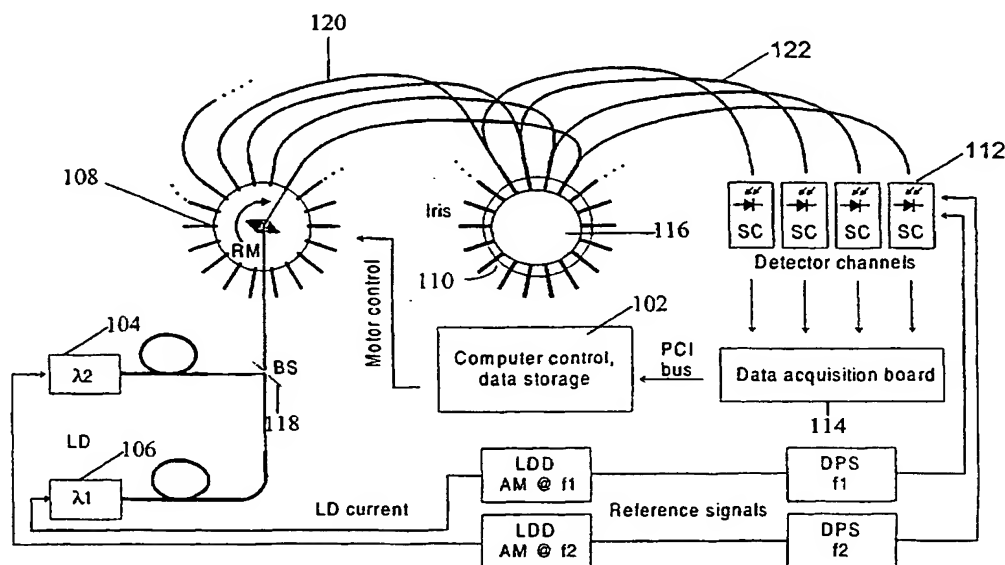 120
122
108
112
Iris
SC
SC
SC
SC
RM
116
Detector channels
110
Motor control
102
104
Computer control,
data storage
PCI
bus
Data acquisition board
λ2
BS
118
114
LD
106
λ1
LDD
AM @ f1
DPS
f1
LD current
Reference signals
LDD
AM @ f2
DPS
f2